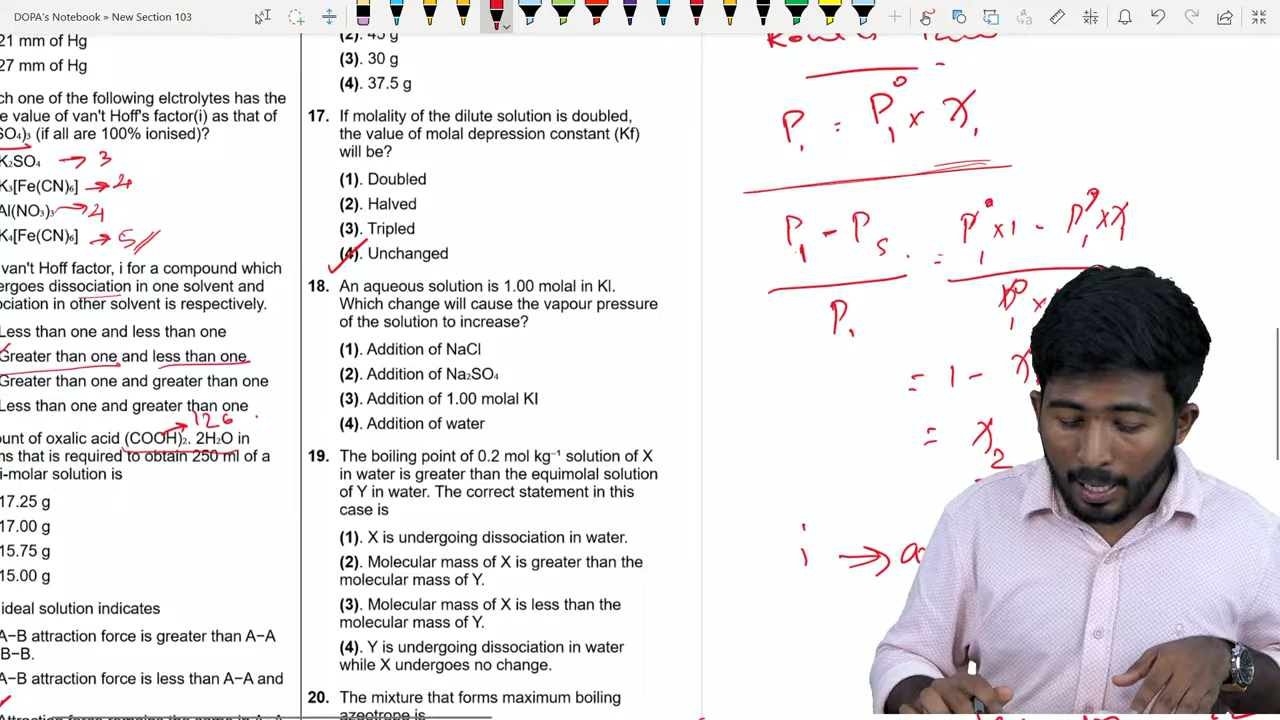 DOPA's Notebook » New Section 103
21 mm of Hg
27 mm of Hg
ch one of the following elctrolytes has the
e value of van't Hoff's factor(i) as that of
SO₄)₃ (if all are 100% ionised)?
K₂SO₄ → 3
K₃[Fe(CN)₆] → 4
Al(NO₃)₃ → 4
K₄[Fe(CN)₆] → 5//
van't Hoff factor, i for a compound which
ergoes dissociation in one solvent and
ociation in other solvent is respectively.
Less than one and less than one
Greater than one and less than one
Greater than one and greater than one
Less than one and greater than one
→ 126
ount of oxalic acid (COOH)₂. 2H₂O in
ms that is required to obtain 250 ml of a
i-molar solution is
17.25 g
17.00 g
15.75 g
15.00 g
ideal solution indicates
A−B attraction force is greater than A−A
B−B.
A−B attraction force is less than A−A and
(2). 45 g
(3). 30 g
(4). 37.5 g
17. If molality of the dilute solution is doubled,
the value of molal depression constant (Kf)
will be?
(1). Doubled
(2). Halved
(3). Tripled
(4). Unchanged
18. An aqueous solution is 1.00 molal in Kl.
Which change will cause the vapour pressure
of the solution to increase?
(1). Addition of NaCl
(2). Addition of Na₂SO₄
(3). Addition of 1.00 molal KI
(4). Addition of water
19. The boiling point of 0.2 mol kg⁻¹ solution of X
in water is greater than the equimolal solution
of Y in water. The correct statement in this
case is
(1). X is undergoing dissociation in water.
(2). Molecular mass of X is greater than the
molecular mass of Y.
(3). Molecular mass of X is less than the
molecular mass of Y.
(4). Y is undergoing dissociation in water
while X undergoes no change.
20. The mixture that forms maximum boiling
azeotrope is
P₁ = P₁⁰ × x₁
P₁ - Pₛ = P₁⁰ × 1 - P₁⁰ × x₁
P₁
= 1 -
= x₂
i →